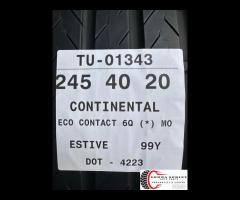 TU-01343
245 40 20
CONTINENTAL
ECO CONTACT 6Q (*) MO
ESTIVE 99Y
DOT - 4223